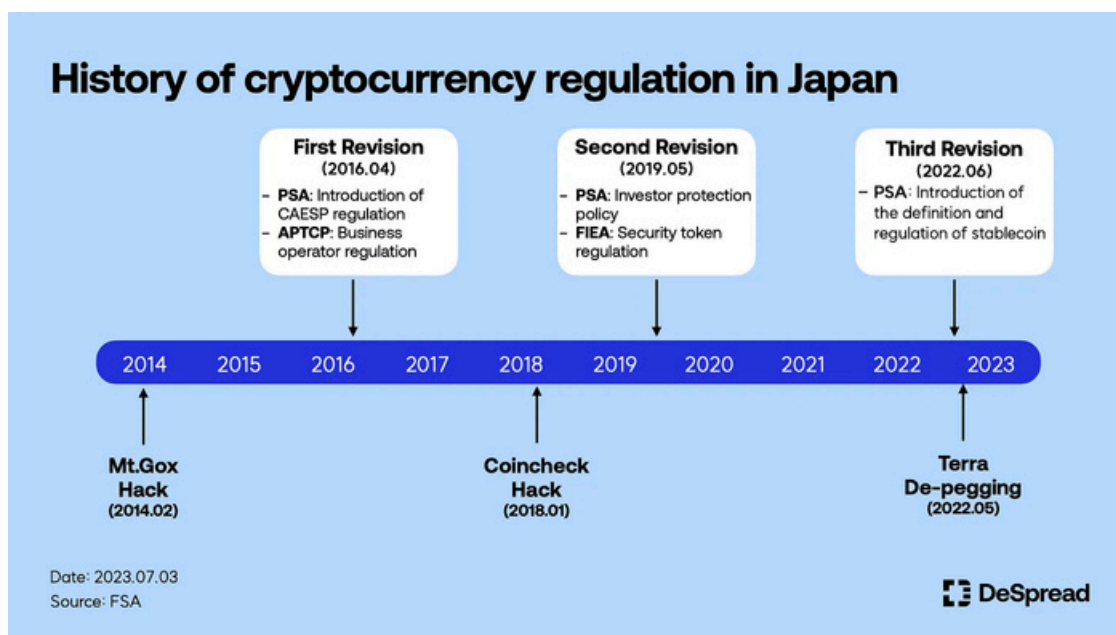 History of cryptocurrency regulation in Japan
First Revision
(2016.04)
- PSA: Introduction of
CAESP regulation
- APTCP: Business
operator regulation
Second Revision
(2019.05)
- PSA: Investor protection
policy
- FIEA: Security token
regulation
Third Revision
(2022.06)
- PSA: Introduction of
the definition and
regulation of stablecoin
2014 2015 2016 2017 2018 2019 2020 2021 2022 2023
Mt.Gox
Hack
(2014.02)
Coincheck
Hack
(2018.01)
Terra
De-pegging
(2022.05)
Date: 2023.07.03
Source: FSA
DeSpread